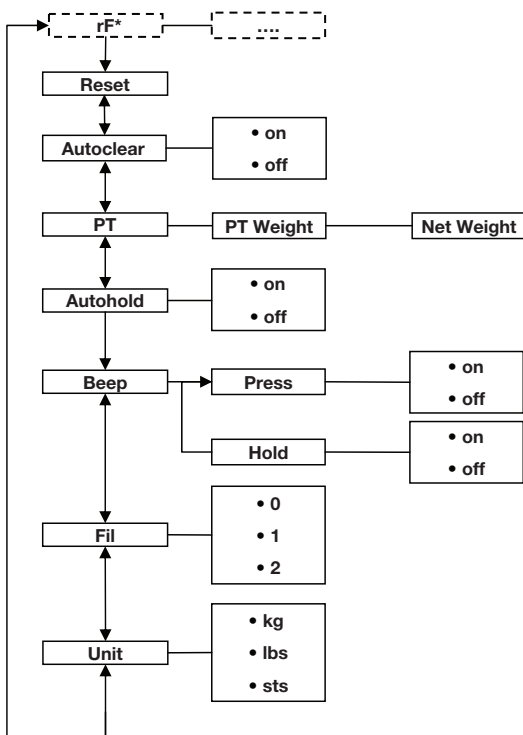 rF*
....
Reset
Autoclear
• on
• off
PT
PT Weight
Net Weight
Autohold
• on
• off
Beep
Press
• on
• off
Hold
• on
• off
Fil
• 0
• 1
• 2
Unit
• kg
• lbs
• sts